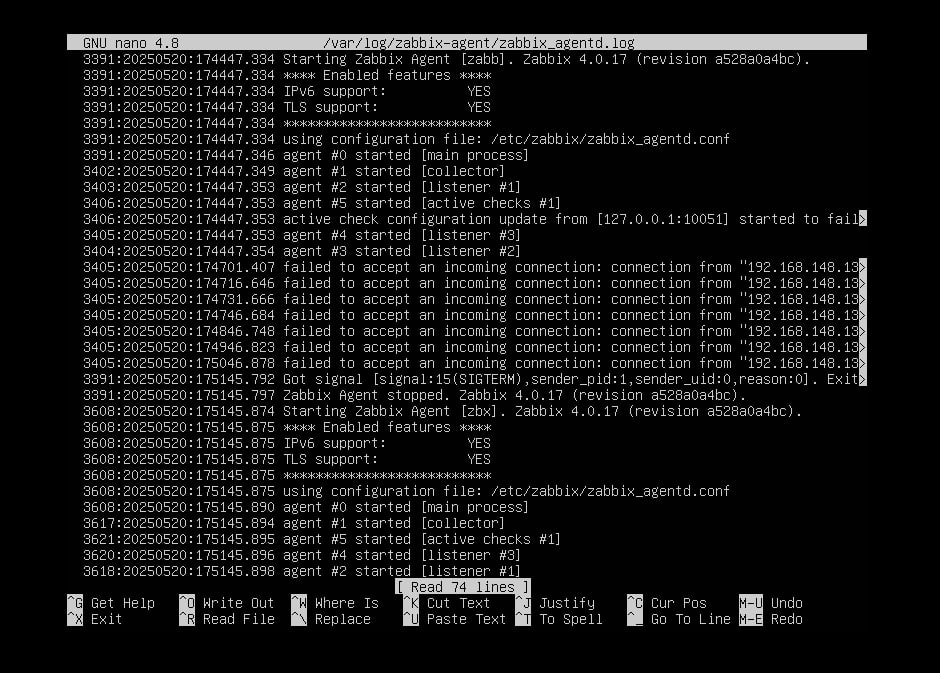 GNU nano 4.8 /var/log/zabbix-agent/zabbix_agentd.log
3391:20250520:174447.334 Starting Zabbix Agent [zabb]. Zabbix 4.0.17 (revision a528a0a4bc).
3391:20250520:174447.334 **** Enabled features ****
3391:20250520:174447.334 IPv6 support: YES
3391:20250520:174447.334 TLS support: YES
3391:20250520:174447.334 **************************
3391:20250520:174447.334 using configuration file: /etc/zabbix/zabbix_agentd.conf
3391:20250520:174447.346 agent #0 started [main process]
3402:20250520:174447.349 agent #1 started [collector]
3403:20250520:174447.353 agent #2 started [listener #1]
3406:20250520:174447.353 agent #5 started [active checks #1]
3406:20250520:174447.353 active check configuration update from [127.0.0.1:10051] started to fail>
3405:20250520:174447.353 agent #4 started [listener #3]
3404:20250520:174447.354 agent #3 started [listener #2]
3405:20250520:174701.407 failed to accept an incoming connection: connection from "192.168.148.13>
3405:20250520:174716.646 failed to accept an incoming connection: connection from "192.168.148.13>
3405:20250520:174731.666 failed to accept an incoming connection: connection from "192.168.148.13>
3405:20250520:174746.684 failed to accept an incoming connection: connection from "192.168.148.13>
3405:20250520:174846.748 failed to accept an incoming connection: connection from "192.168.148.13>
3405:20250520:174946.823 failed to accept an incoming connection: connection from "192.168.148.13>
3405:20250520:175046.878 failed to accept an incoming connection: connection from "192.168.148.13>
3391:20250520:175145.792 Got signal [signal:15(SIGTERM),sender_pid:1,sender_uid:0,reason:0]. Exit>
3391:20250520:175145.797 Zabbix Agent stopped. Zabbix 4.0.17 (revision a528a0a4bc).
3608:20250520:175145.874 Starting Zabbix Agent [zbx]. Zabbix 4.0.17 (revision a528a0a4bc).
3608:20250520:175145.875 **** Enabled features ****
3608:20250520:175145.875 IPv6 support: YES
3608:20250520:175145.875 TLS support: YES
3608:20250520:175145.875 **************************
3608:20250520:175145.875 using configuration file: /etc/zabbix/zabbix_agentd.conf
3608:20250520:175145.890 agent #0 started [main process]
3617:20250520:175145.894 agent #1 started [collector]
3621:20250520:175145.895 agent #5 started [active checks #1]
3620:20250520:175145.896 agent #4 started [listener #3]
3618:20250520:175145.898 agent #2 started [listener #1]
[ Read 74 lines ]
^G Get Help ^O Write Out ^W Where Is ^K Cut Text ^J Justify ^C Cur Pos M-U Undo
^X Exit ^R Read File ^\ Replace ^U Paste Text ^T To Spell ^_ Go To Line M-E Redo